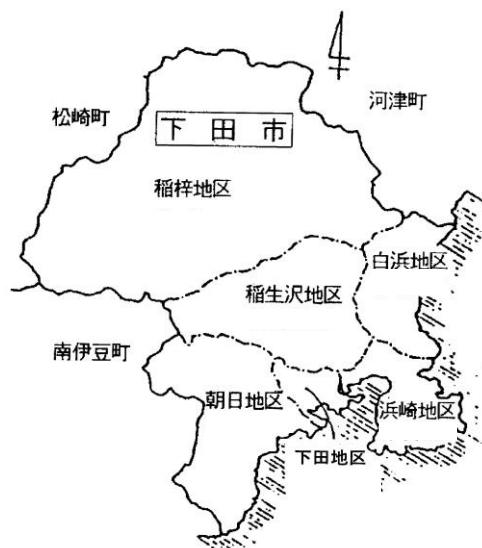 河津町
松崎町
下田市
稲梓地区
白浜地区
稲生沢地区
南伊豆町
朝日地区
浜崎地区
下田地区